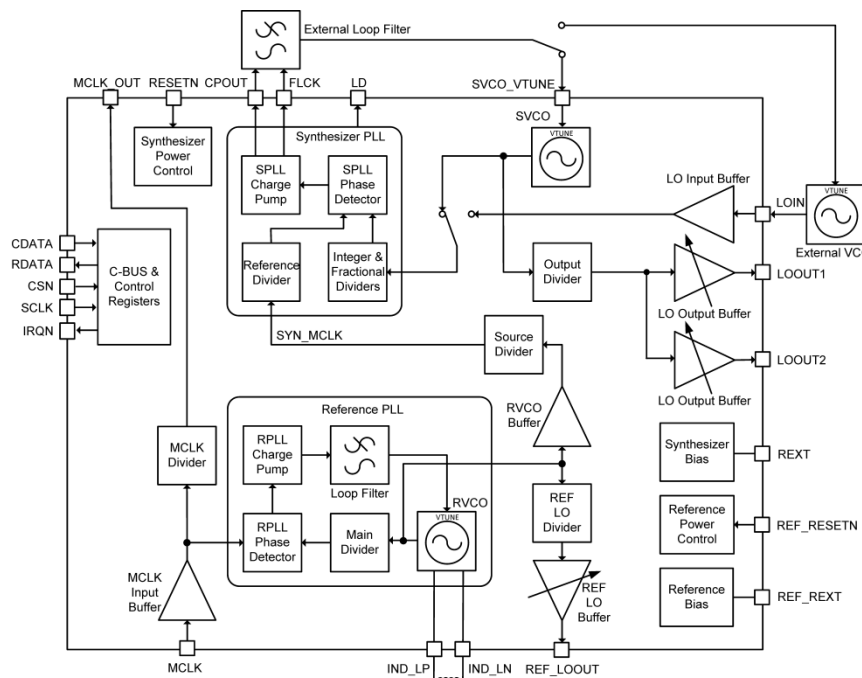 External Loop Filter
MCLK_OUT
RESETN
CPOUT
FLCK
LD
SVCO_VTUNE
Synthesizer
Power
Control
Synthesizer PLL
SPLL
Charge
Pump
SPLL
Phase
Detector
Reference
Divider
Integer &
Fractional
Dividers
SVCO
VTUNE
LO Input Buffer
LOIN
VTUNE
External VCO
CDATA
RDATA
CSN
SCLK
IRQN
C-BUS &
Control
Registers
Output
Divider
LOOUT1
LO Output Buffer
LOOUT2
LO Output Buffer
SYN_MCLK
Source
Divider
RVCO
Buffer
Reference PLL
RPLL
Charge
Pump
Loop Filter
RVCO
VTUNE
MCLK
Divider
RPLL
Phase
Detector
Main
Divider
REF
LO
Divider
Synthesizer
Bias
REXT
Reference
Power
Control
REF_RESETN
Reference
Bias
REF_REXT
MCLK
Input
Buffer
REF
LO
Buffer
MCLK
IND_LP
IND_LN
REF_LOOUT